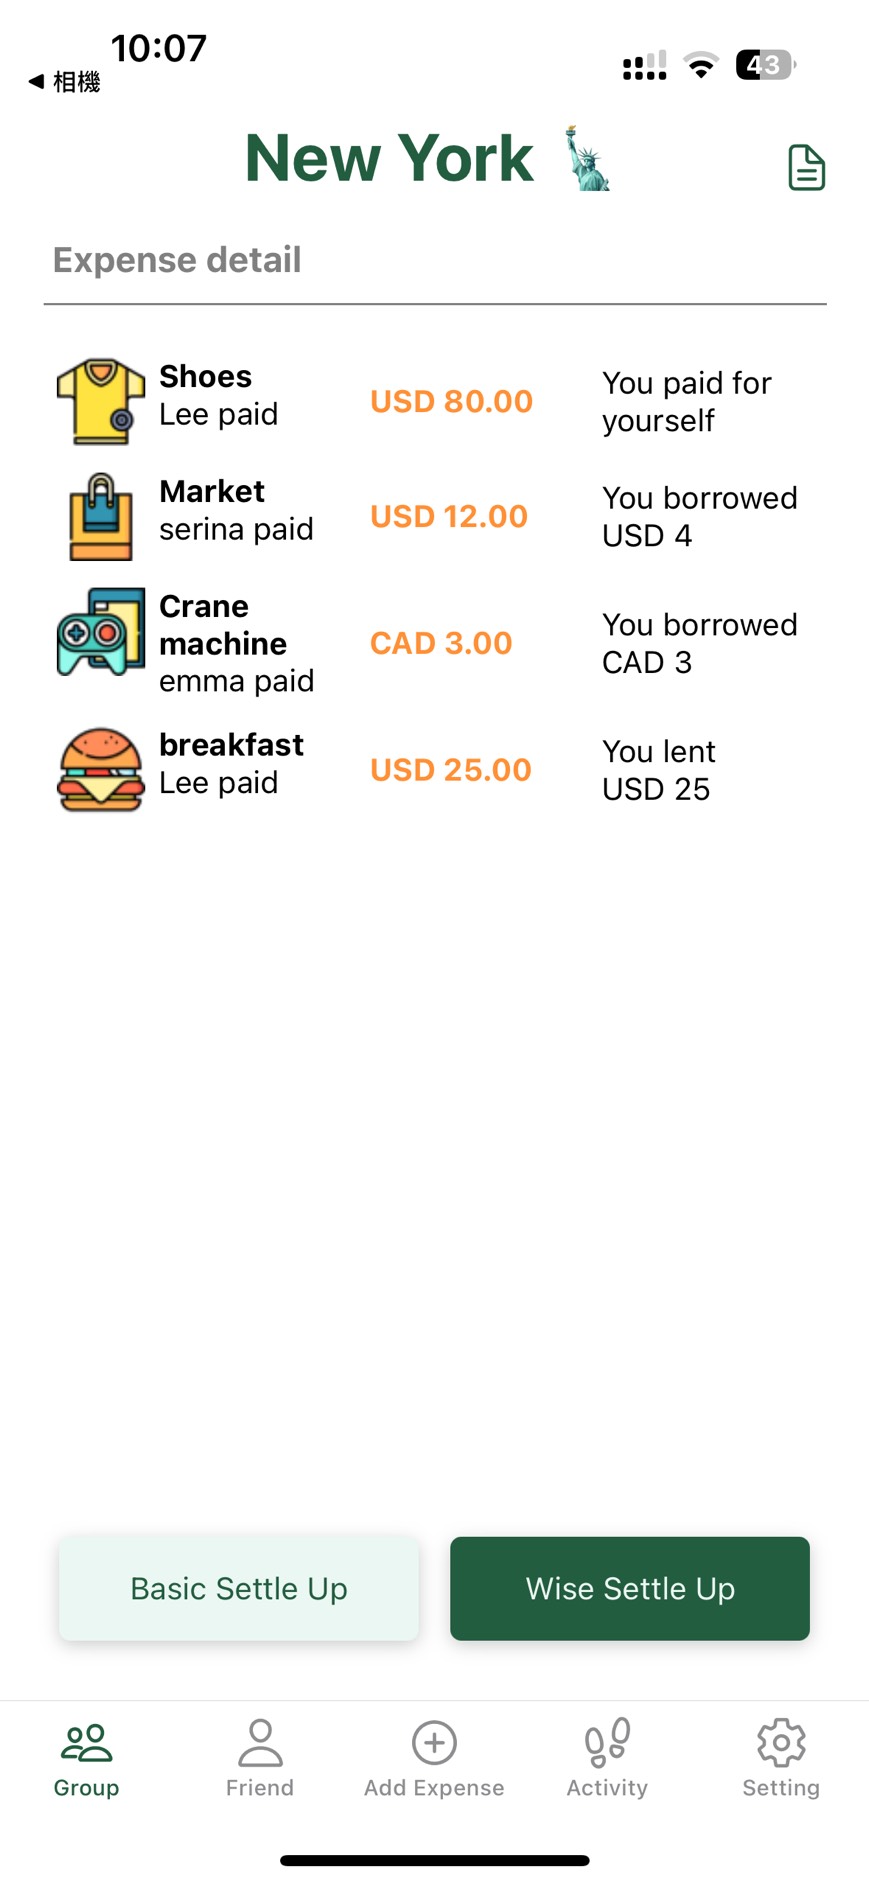 10:07
◀ 相機
43
New York 🗽
Expense detail
Shoes
Lee paid
USD 80.00
You paid for
yourself
Market
serina paid
USD 12.00
You borrowed
USD 4
Crane
machine
emma paid
CAD 3.00
You borrowed
CAD 3
breakfast
Lee paid
USD 25.00
You lent
USD 25
Basic Settle Up
Wise Settle Up
Group
Friend
Add Expense
Activity
Setting